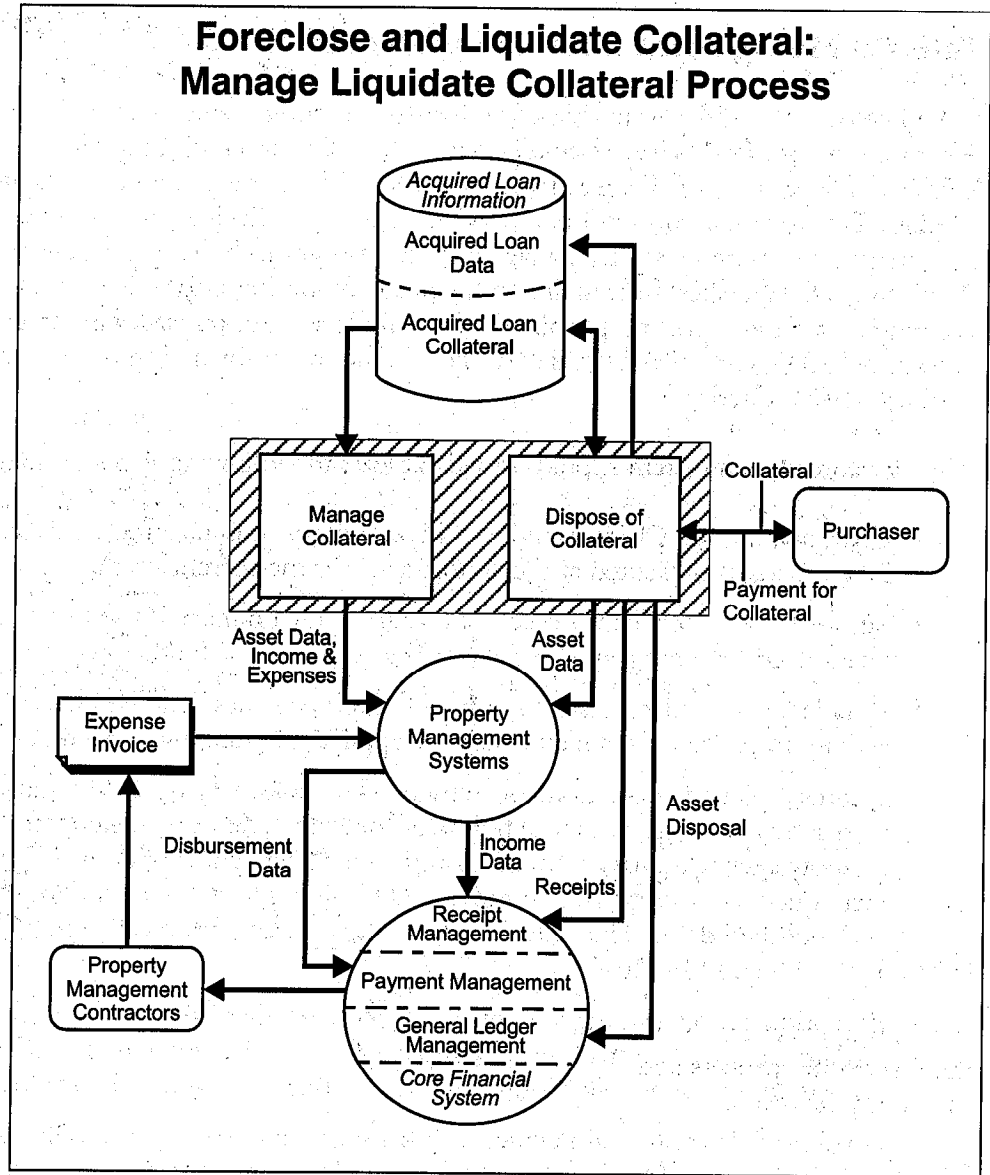 Foreclose and Liquidate Collateral:
Manage Liquidate Collateral Process
Acquired Loan
Information
Acquired Loan
Data
Acquired Loan
Collateral
Manage
Collateral
Dispose of
Collateral
Collateral
Purchaser
Payment for
Collateral
Asset Data,
Income &
Expenses
Asset
Data
Expense
Invoice
Property
Management
Systems
Asset
Disposal
Disbursement
Data
Income
Data
Receipts
Receipt
Management
Property
Management
Contractors
Payment Management
General Ledger
Management
Core Financial
System